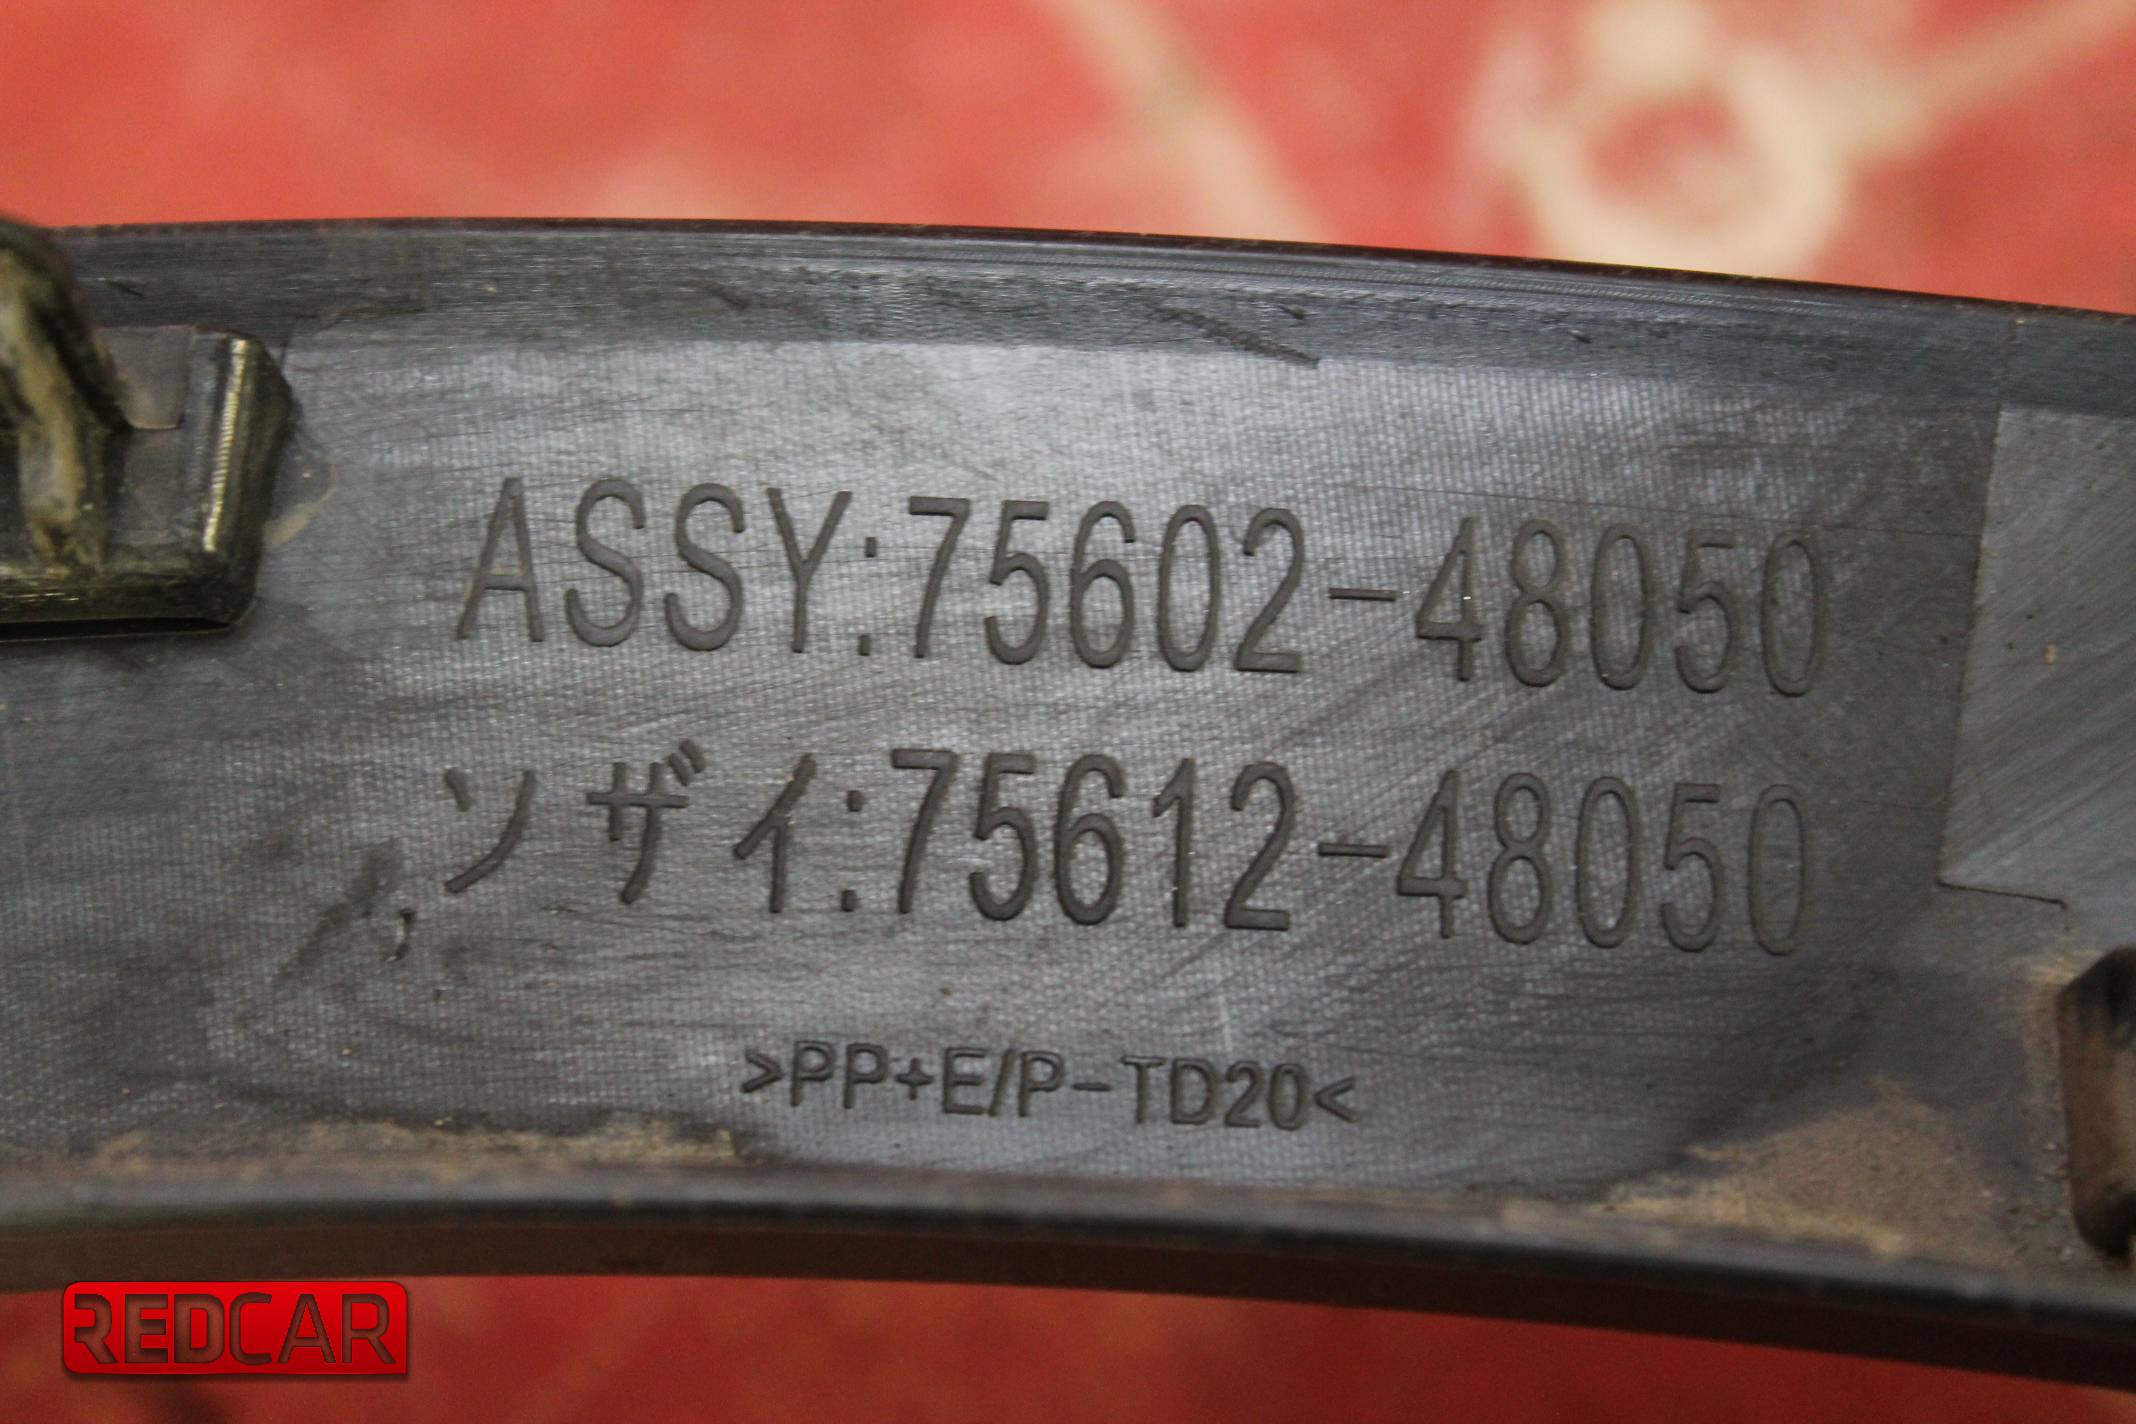 ASSY.:75602-48050
ソザイ:75612-48050
>PP+E/P-TD20<
REDCAR